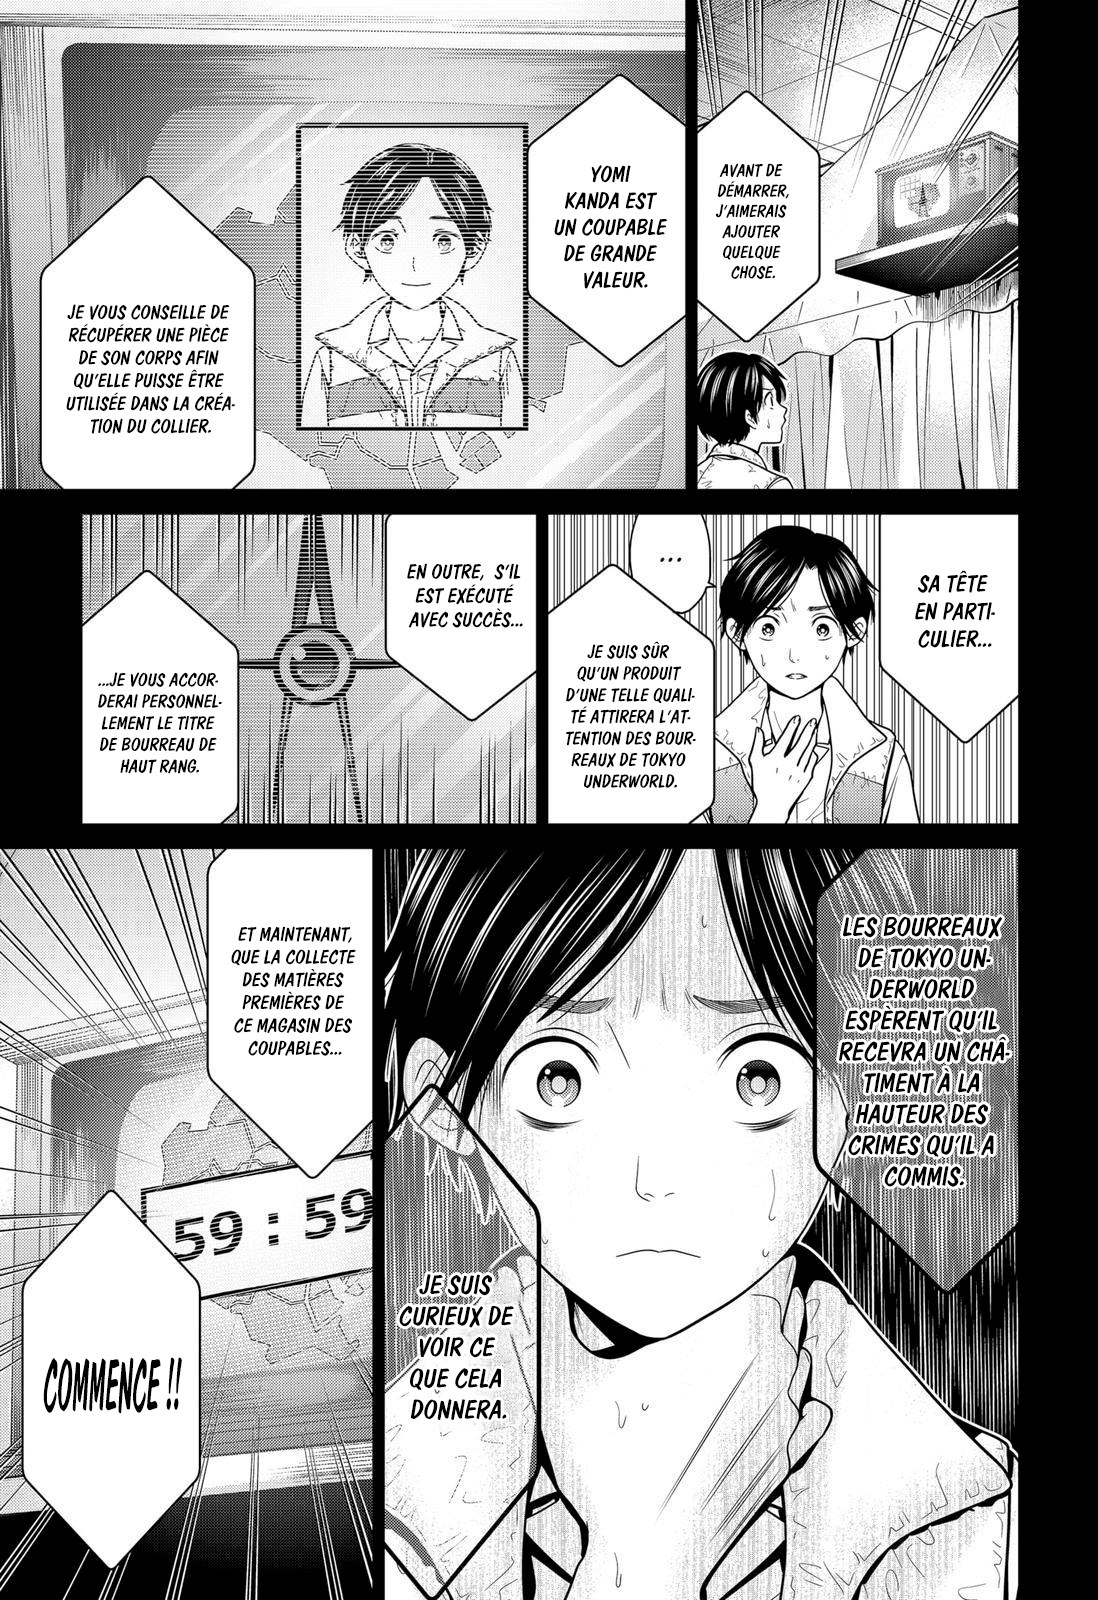 AVANT DE
DÉMARRER,
J'AIMERAIS
AJOUTER
QUELQUE
CHOSE.
YOMI
KANDA EST
UN COUPABLE
DE GRANDE
VALEUR.
JE VOUS CONSEILLE DE
RÉCUPÉRER UNE PIÈCE
DE SON CORPS AFIN
QU'ELLE PUISSE ÊTRE
UTILISÉE DANS LA CRÉA-
TION DU COLLIER.
SA TÊTE
EN PARTI-
CULIER...
...
JE SUIS SÛR
QU'UN PRODUIT
D'UNE TELLE QUALI-
TÉ ATTIRERA L'AT-
TENTION DES BOUR-
REAUX DE TOKYO
UNDERWORLD.
EN OUTRE, S'IL
EST EXÉCUTÉ
AVEC SUCCÈS...
...JE VOUS ACCOR-
DERAI PERSONNEL-
LEMENT LE TITRE
DE BOURREAU DE
HAUT RANG.
LES BOURREAUX
DE TOKYO UN-
DERWORLD
ESPÈRENT QU'IL
RECEVRA UN CHÂ-
TIMENT À LA
HAUTEUR DES
CRIMES QU'IL A
COMMIS.
JE SUIS
CURIEUX DE
VOIR CE
QUE CELA
DONNERA.
ET MAINTENANT,
QUE LA COLLECTE
DES MATIÈRES
PREMIÈRES DE
CE MAGASIN DES
COUPABLES...
59 : 59
COMMENCE !!